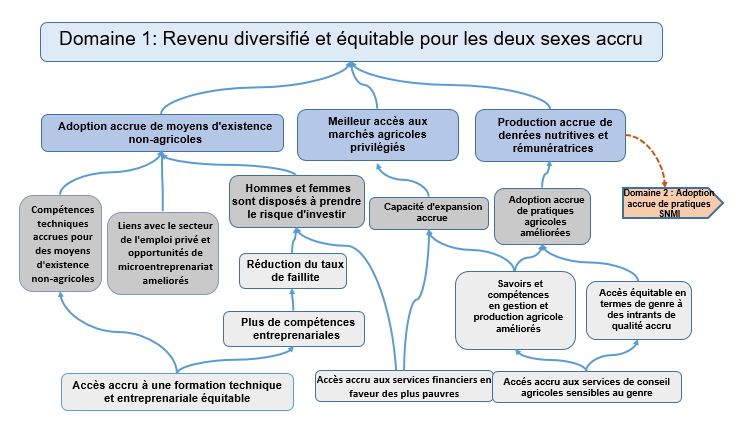 Domaine 1: Revenu diversifié et équitable pour les deux sexes accru
Adoption accrue de moyens d'existence
non-agricoles
Meilleur accès aux
marchés agricoles
privilégiés
Production accrue de
denrées nutritives et
rémunératrices
Domaine 2 : Adoption
accrue de pratiques
SNMI
Compétences
techniques
accrues pour
des moyens
d'existence
non-agricoles
Liens avec le secteur
de l'emploi privé et
opportunités de
microentreprenariat
améliorés
Hommes et femmes
sont disposés à prendre
le risque d'investir
Capacité d'expansion
accrue
Adoption accrue
de pratiques
agricoles
améliorées
Réduction du taux
de faillite
Plus de compétences
entreprenariales
Savoirs et
compétences
en gestion et
production agricole
améliorés
Accès équitable en
termes de genre à
des intrants de
qualité accru
Accès accru à une formation technique
et entreprenariale équitable
Accès accru aux services financiers en
faveur des plus pauvres
Accés accru aux services de conseil
agricoles sensibles au genre